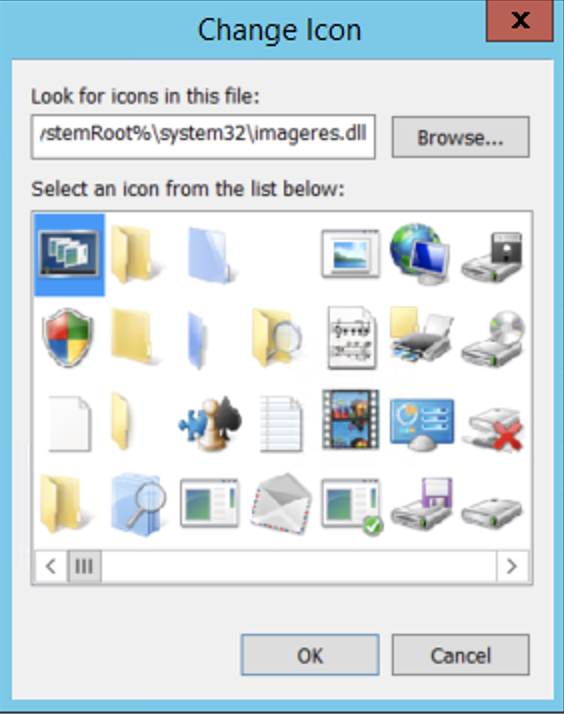 Change Icon
Look for icons in this file:
/stemRoot%\system32\imageres.dll
Browse...
Select an icon from the list below:
OK
Cancel